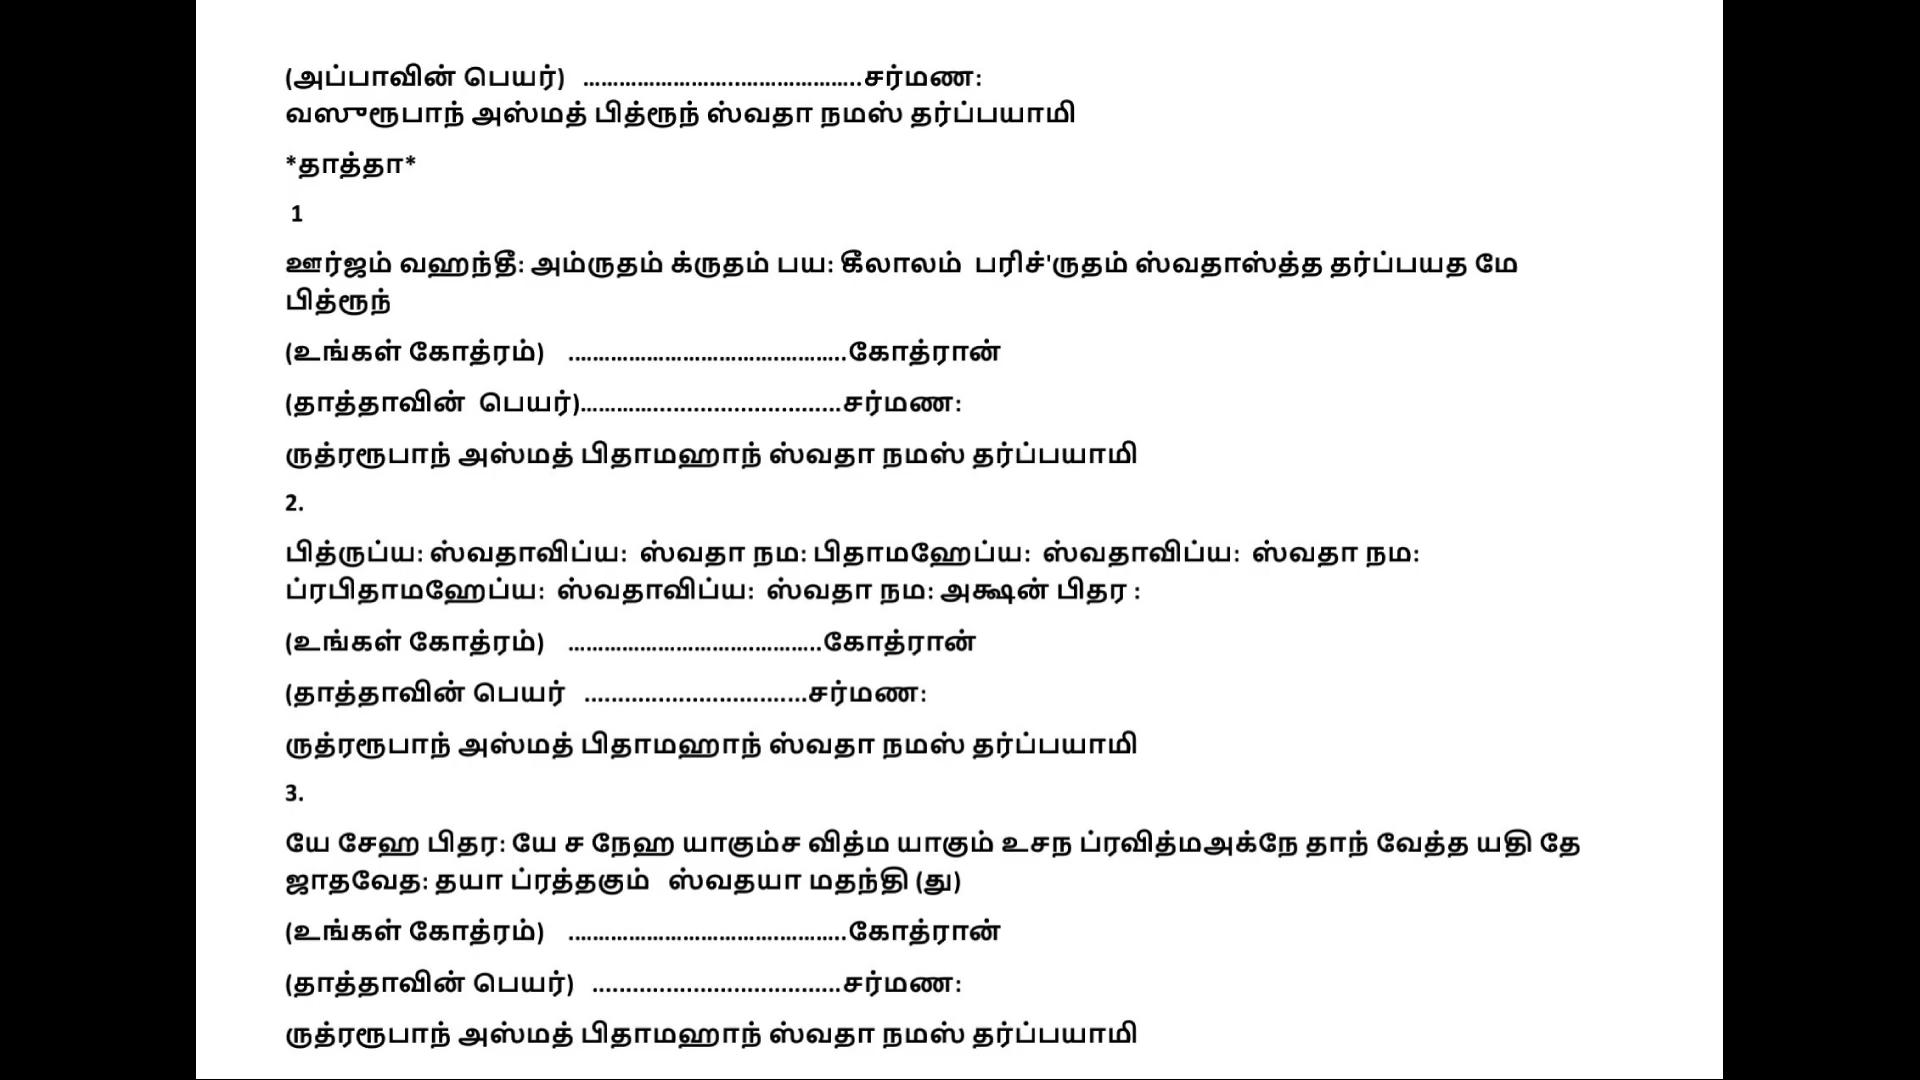 (அப்பாவின் பெயர்) ................................................சர்மண:
வஸுரூபாந் அஸ்மத் பித்ரூந் ஸ்வதா நமஸ் தர்ப்பயாமி
*தாத்தா*
1
ஊர்ஜம் வஹந்தீ: அம்ருதம் க்ருதம் பய: கீலாலம் பரிச்'ருதம் ஸ்வதாஸ்த்த தர்ப்பயத மே
பித்ரூந்
(உங்கள் கோத்ரம்) ...............................................கோத்ரான்
(தாத்தாவின் பெயர்)..........................................சர்மண:
ருத்ரரூபாந் அஸ்மத் பிதாமஹாந் ஸ்வதா நமஸ் தர்ப்பயாமி
2.
பித்ருப்ய: ஸ்வதாவிப்ய: ஸ்வதா நம: பிதாமஹேப்ய: ஸ்வதாவிப்ய: ஸ்வதா நம:
ப்ரபிதாமஹேப்ய: ஸ்வதாவிப்ய: ஸ்வதா நம: அக்ஷன் பிதர :
(உங்கள் கோத்ரம்) ...........................................கோத்ரான்
(தாத்தாவின் பெயர் .................................சர்மண:
ருத்ரரூபாந் அஸ்மத் பிதாமஹாந் ஸ்வதா நமஸ் தர்ப்பயாமி
3.
யே சேஹ பிதர: யே ச நேஹ யாகும்ச வித்ம யாகும் உசந ப்ரவித்மஅக்நே தாந் வேத்த யதி தே
ஜாதவேத: தயா ப்ரத்தகும் ஸ்வதயா மதந்தி (து)
(உங்கள் கோத்ரம்) ...............................................கோத்ரான்
(தாத்தாவின் பெயர்) .....................................சர்மண:
ருத்ரரூபாந் அஸ்மத் பிதாமஹாந் ஸ்வதா நமஸ் தர்ப்பயாமி